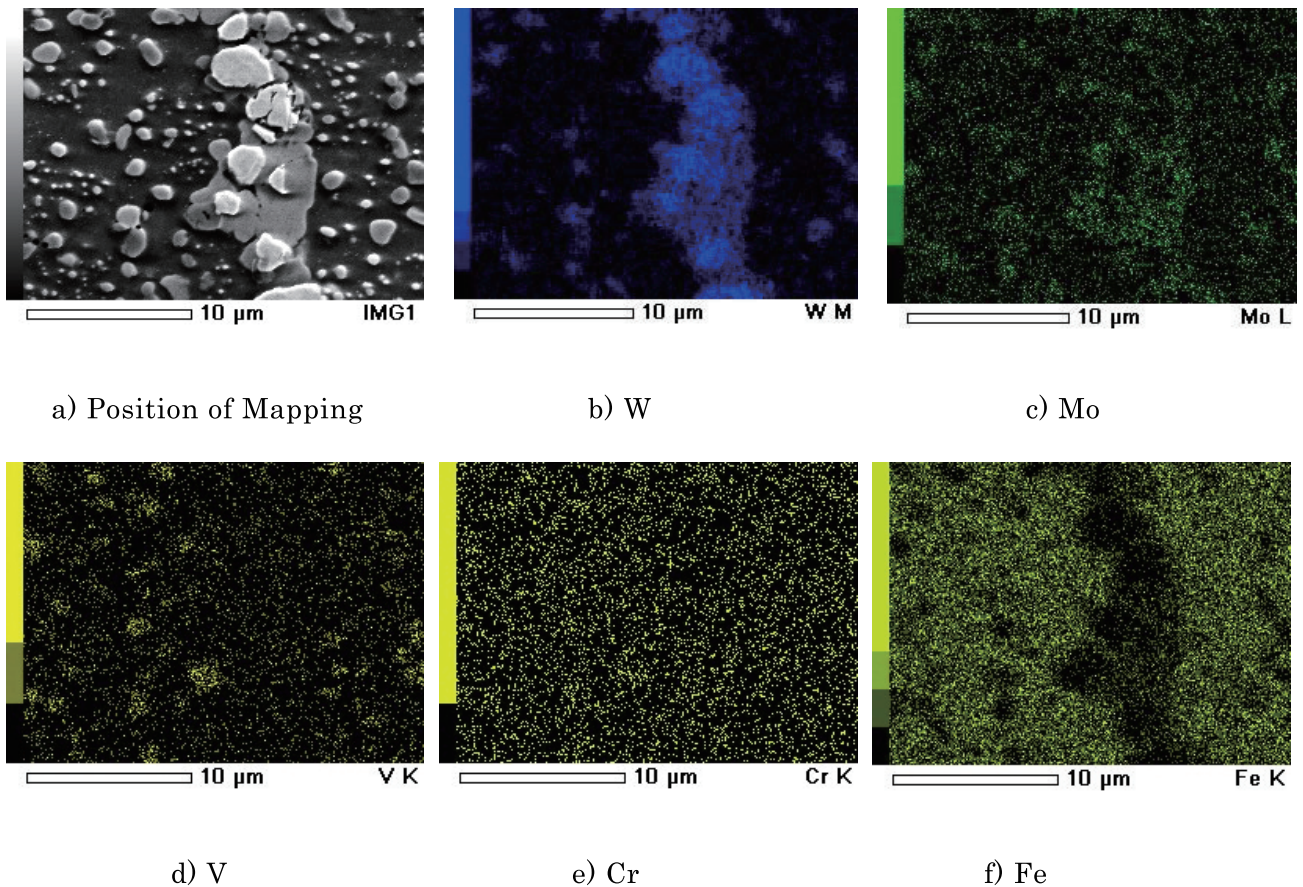 10 µm IMG1
10 µm W M
10 µm Mo L
a) Position of Mapping
b) W
c) Mo
10 µm V K
10 µm Cr K
10 µm Fe K
d) V
e) Cr
f) Fe